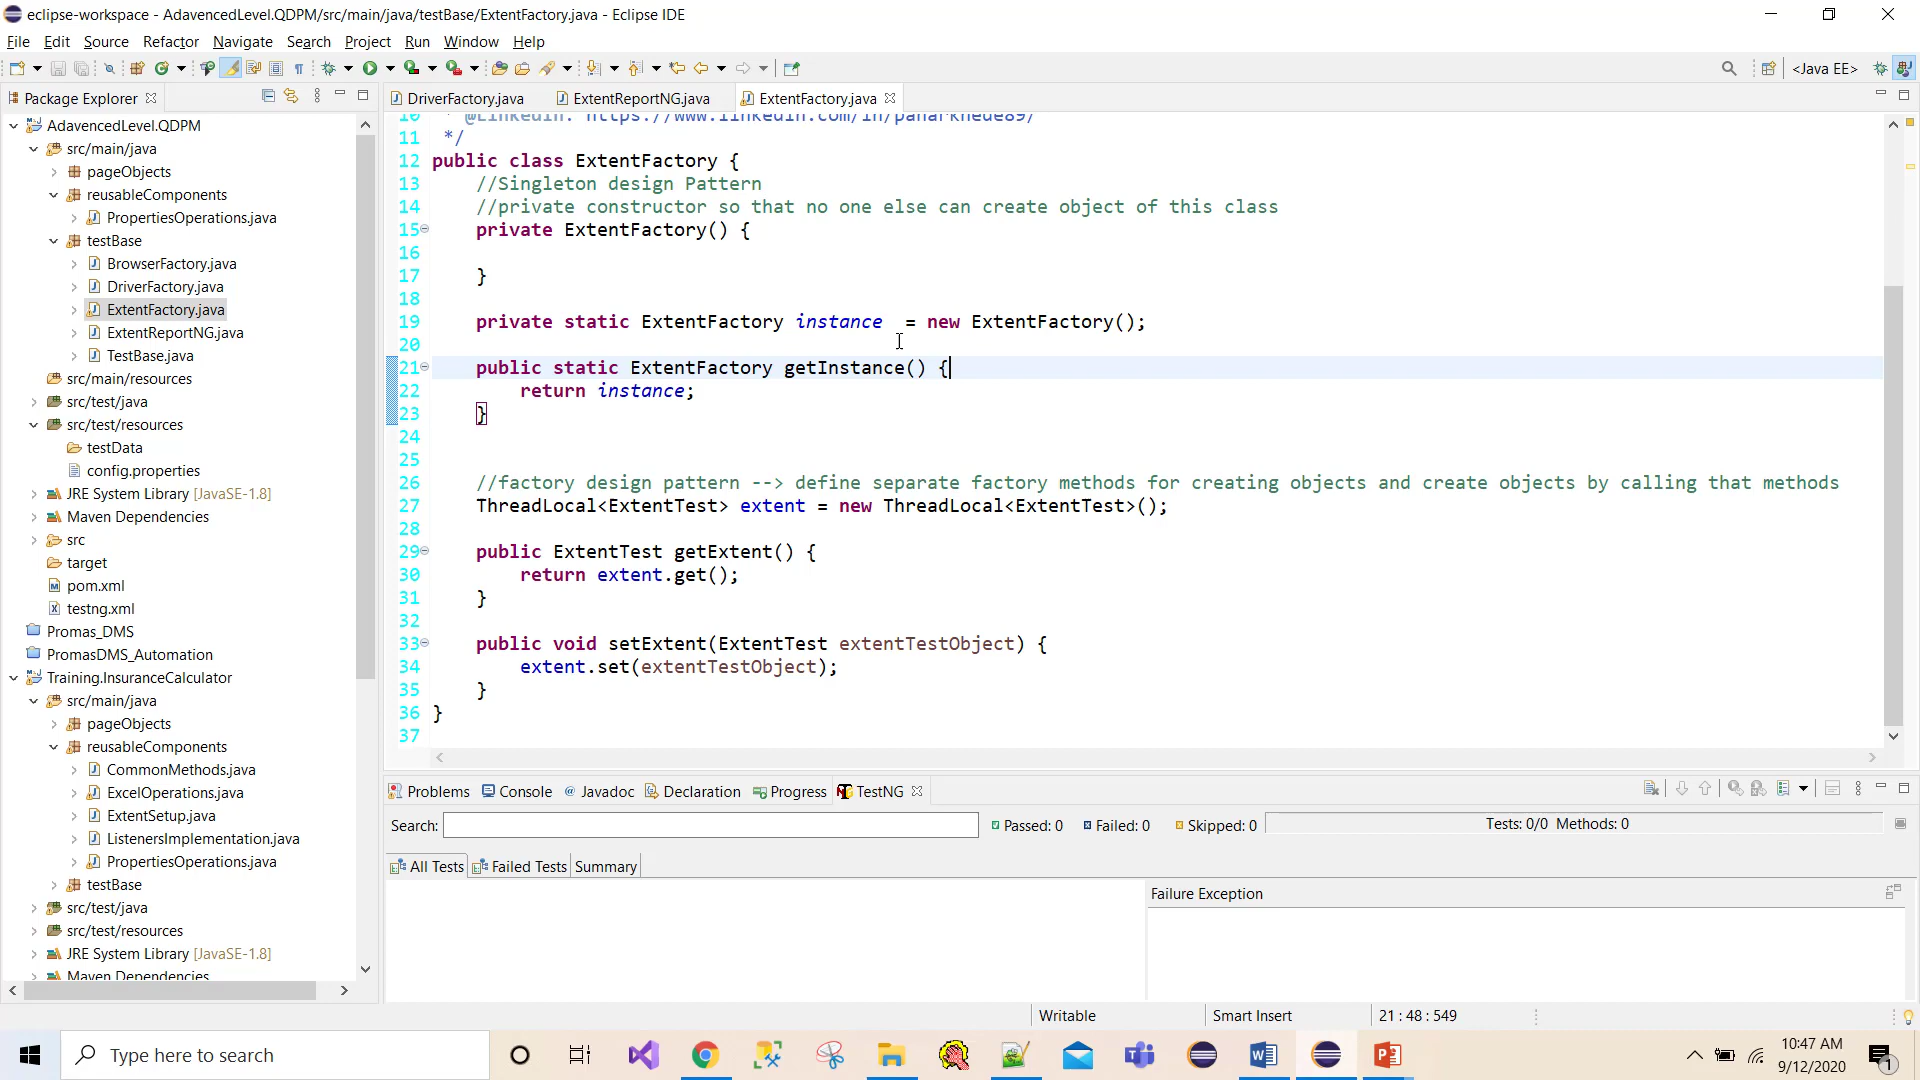 eclipse-workspace - AdavencedLevel.QDPM/src/main/java/testBase/ExtentFactory.java - Eclipse IDE
File Edit Source Refactor Navigate Search Project Run Window Help
<Java EE>
Package Explorer
DriverFactory.java ExtentReportNG.java ExtentFactory.java
AdavencedLevel.QDPM
src/main/java
pageObjects
reusableComponents
PropertiesOperations.java
testBase
BrowserFactory.java
DriverFactory.java
ExtentFactory.java
ExtentReportNG.java
TestBase.java
src/main/resources
src/test/java
src/test/resources
testData
config.properties
JRE System Library [JavaSE-1.8]
Maven Dependencies
src
target
pom.xml
testng.xml
Promas_DMS
PromasDMS_Automation
Training.InsuranceCalculator
src/main/java
pageObjects
reusableComponents
CommonMethods.java
ExcelOperations.java
ExtentSetup.java
ListenersImplementation.java
PropertiesOperations.java
testBase
src/test/java
src/test/resources
JRE System Library [JavaSE-1.8]
Maven Dependencies
10 * @LinkedIn: https://www.linkedin.com/in/panarkhede89/
11 */
12 public class ExtentFactory {
13 //Singleton design Pattern
14 //private constructor so that no one else can create object of this class
15 private ExtentFactory() {
16
17 }
18
19 private static ExtentFactory instance = new ExtentFactory();
20
21 public static ExtentFactory getInstance() {
22 return instance;
23 }
24
25
26 //factory design pattern --> define separate factory methods for creating objects and create objects by calling that methods
27 ThreadLocal<ExtentTest> extent = new ThreadLocal<ExtentTest>();
28
29 public ExtentTest getExtent() {
30 return extent.get();
31 }
32
33 public void setExtent(ExtentTest extentTestObject) {
34 extent.set(extentTestObject);
35 }
36 }
37
Problems Console Javadoc Declaration Progress TestNG
Search: Passed: 0 Failed: 0 Skipped: 0 Tests: 0/0 Methods: 0
All Tests Failed Tests Summary
Failure Exception
Writable Smart Insert 21 : 48 : 549
Type here to search
10:47 AM
9/12/2020
1